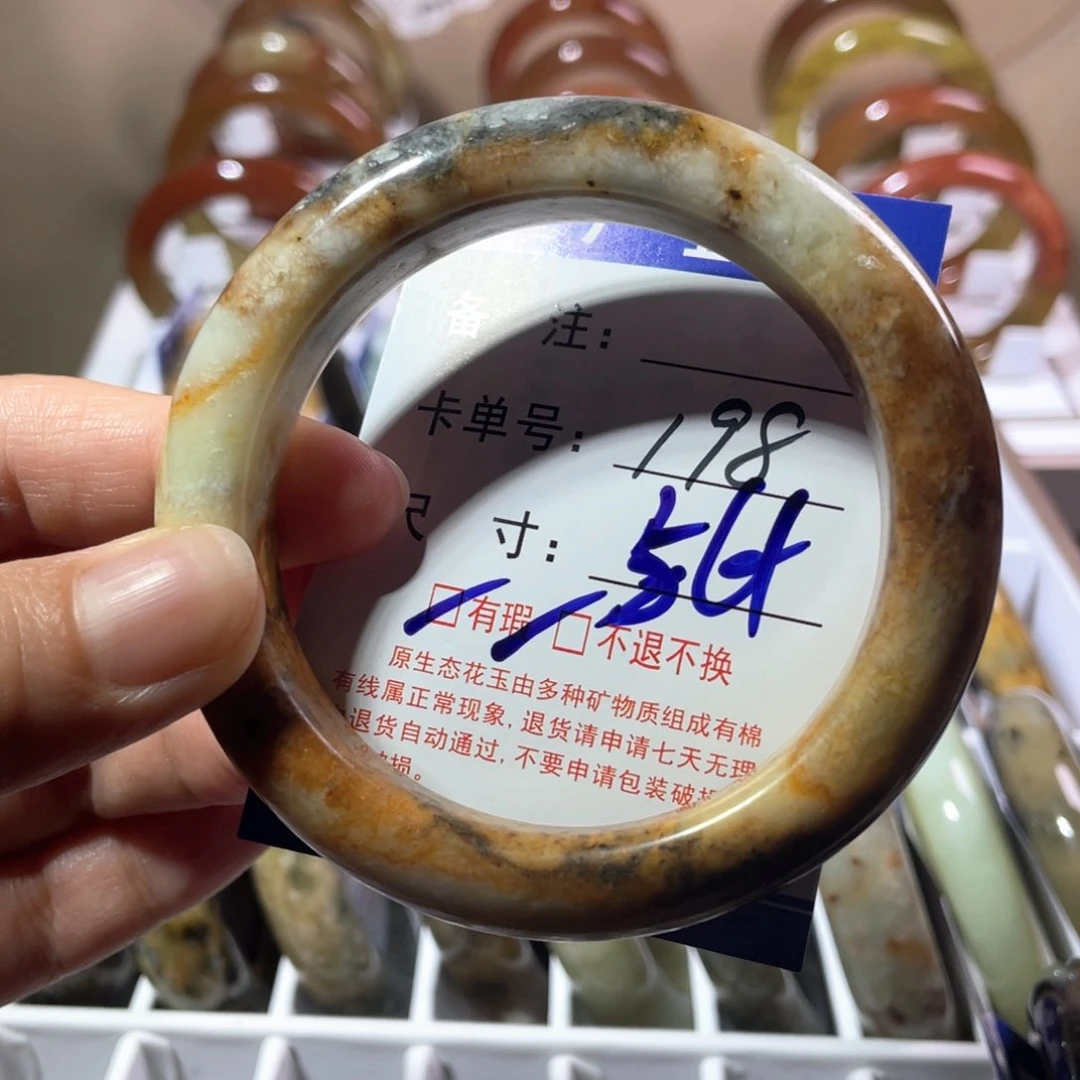 备 注：
卡单号：198
尺 寸：56
□有瑕 □不退不换
原生态花玉由多种矿物质组成有棉
有线属正常现象，退货请申请七天无理
退货自动通过，不要申请包装破损
破损。